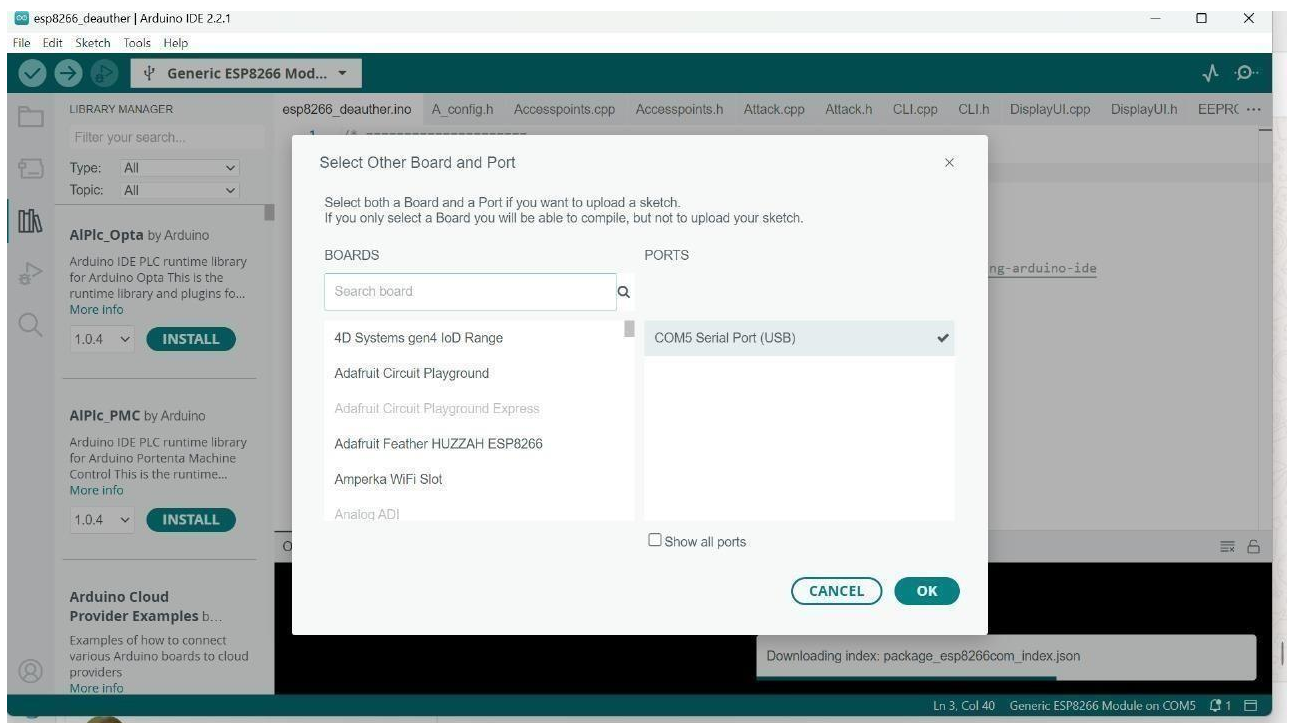 esp8266_deauther | Arduino IDE 2.2.1
File Edit Sketch Tools Help
Generic ESP8266 Mod...
LIBRARY MANAGER
Filter your search...
Type: All
Topic: All
AIPlc_Opta by Arduino
Arduino IDE PLC runtime library
for Arduino Opta This is the
runtime library and plugins fo...
More info
1.0.4 INSTALL
AIPlc_PMC by Arduino
Arduino IDE PLC runtime library
for Arduino Portenta Machine
Control This is the runtime...
More info
1.0.4 INSTALL
Arduino Cloud
Provider Examples b...
Examples of how to connect
various Arduino boards to cloud
providers
More info
esp8266_deauther.ino A_config.h Accesspoints.cpp Accesspoints.h Attack.cpp Attack.h CLI.cpp CLI.h DisplayUI.cpp DisplayUI.h EEPR
1 /* =======================
ng-arduino-ide
Select Other Board and Port
Select both a Board and a Port if you want to upload a sketch.
If you only select a Board you will be able to compile, but not to upload your sketch.
BOARDS PORTS
Search board
4D Systems gen4 IoD Range
Adafruit Circuit Playground
Adafruit Circuit Playground Express
Adafruit Feather HUZZAH ESP8266
Amperka WiFi Slot
Analog ADI
COM5 Serial Port (USB)
Show all ports
CANCEL OK
Downloading index: package_esp8266com_index.json
Ln 3, Col 40 Generic ESP8266 Module on COM5 1